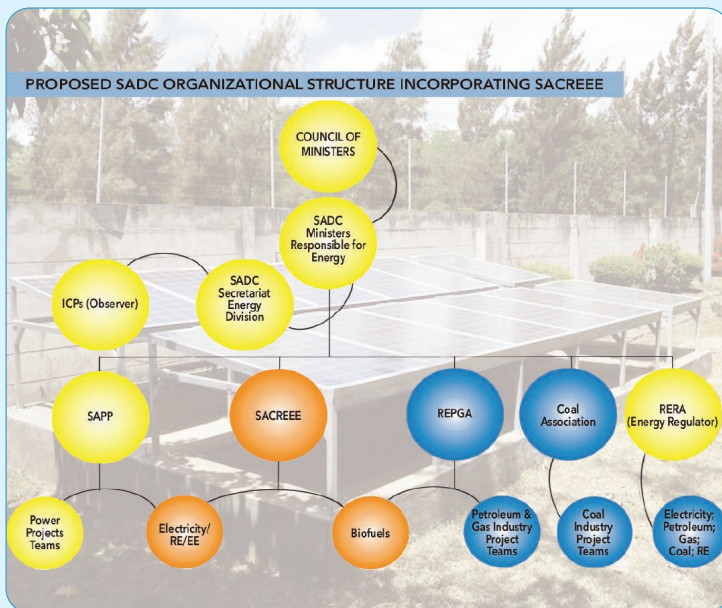 PROPOSED SADC ORGANIZATIONAL STRUCTURE INCORPORATING SACREEE
COUNCIL OF
MINISTERS
SADC
Ministers
Responsible for
Energy
ICPs (Observer)
SADC
Secretariat
Energy
Division
SAPP
SACREEE
REPGA
Coal
Association
RERA
(Energy Regulator)
Power
Projects
Teams
Electricity/
RE/EE
Biofuels
Petroleum &
Gas Industry
Project
Teams
Coal
Industry
Project
Teams
Electricity;
Petroleum;
Gas;
Coal; RE